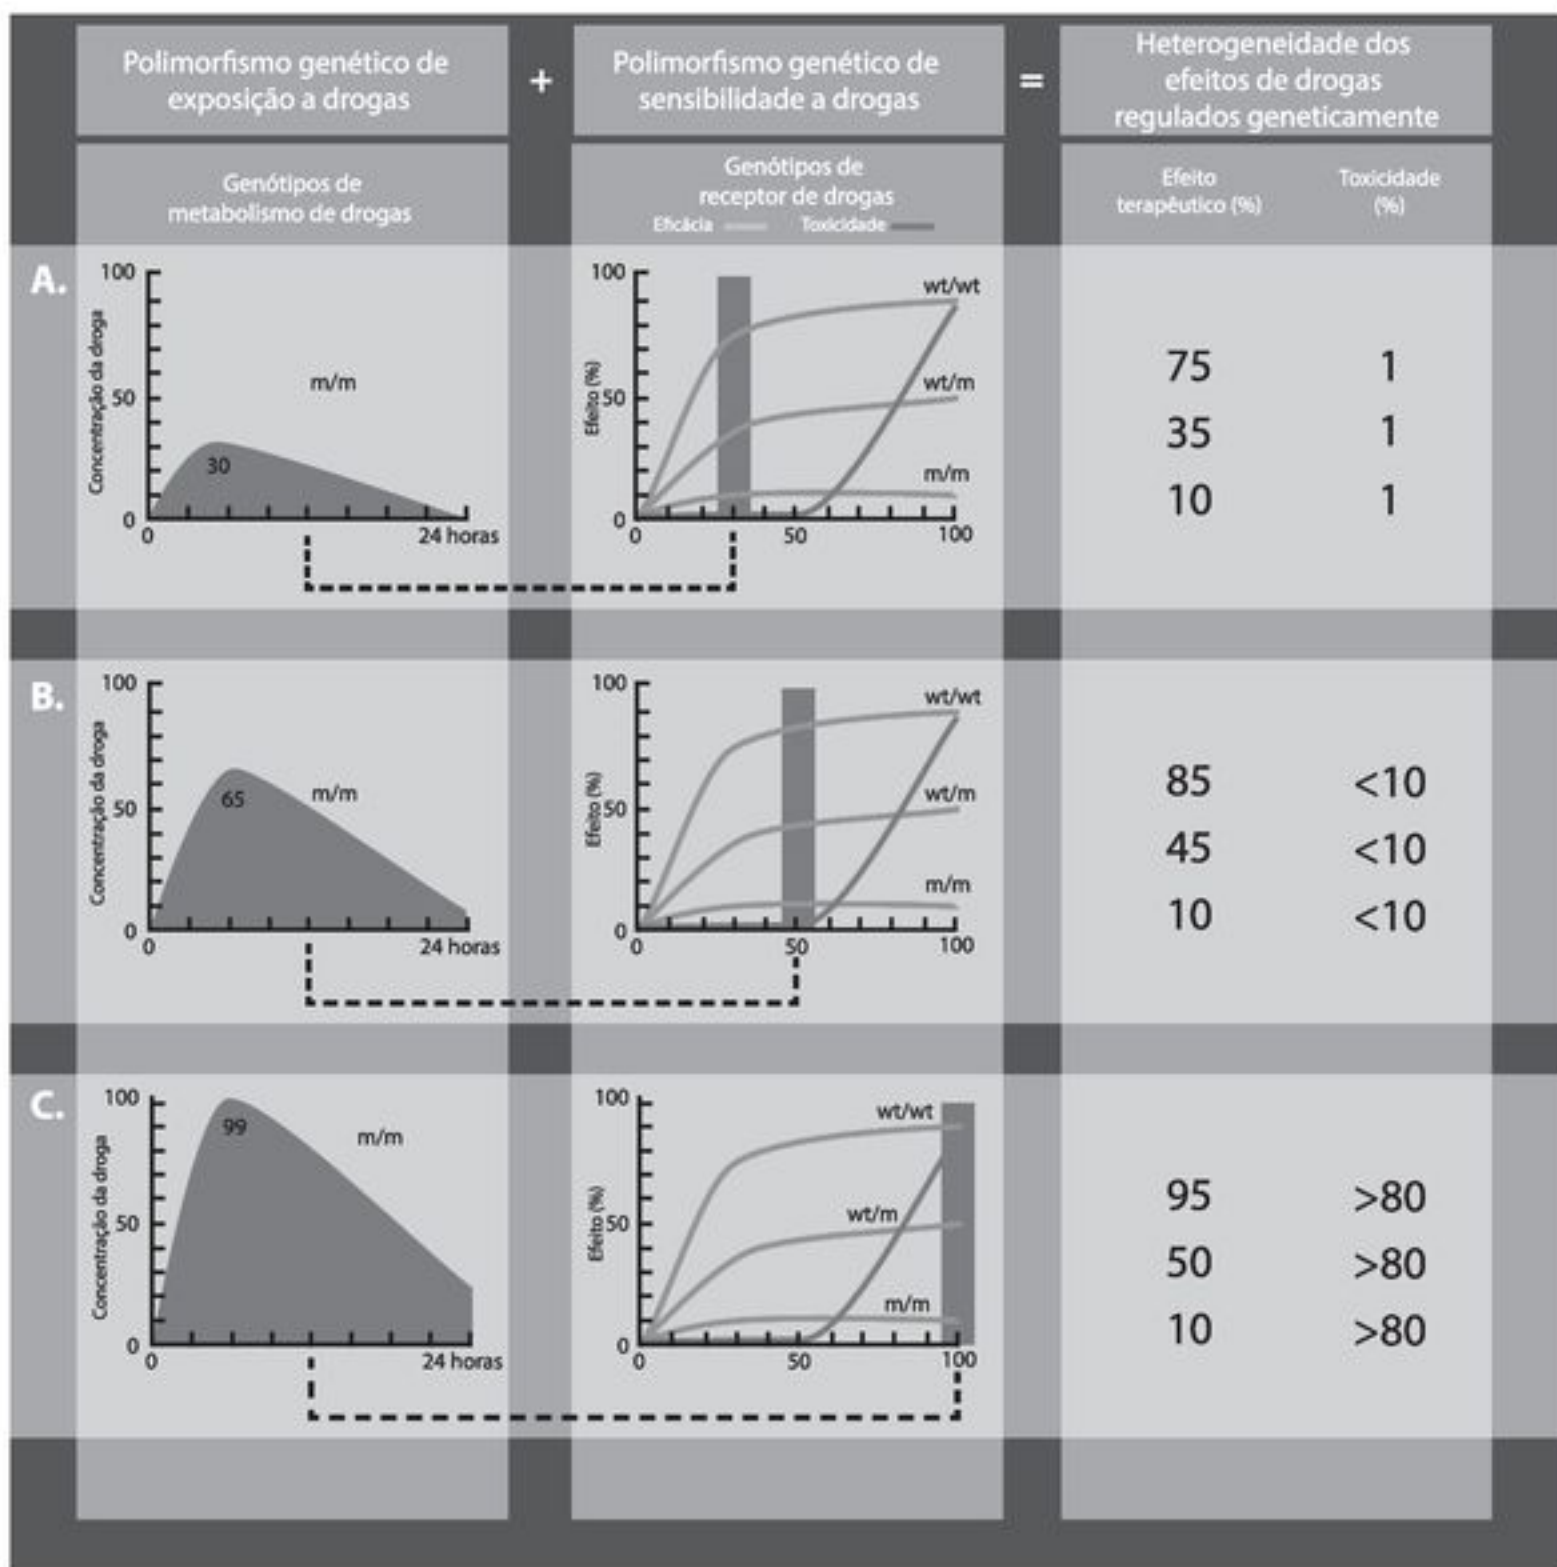 Polimorfismo genético de
exposição a drogas
+
Polimorfismo genético de
sensibilidade a drogas
=
Heterogeneidade dos
efeitos de drogas
regulados geneticamente
Genótipos de
metabolismo de drogas
Genótipos de
receptor de drogas
Eficácia
Toxicidade
Efeito
terapêutico (%)
Toxicidade
(%)
A.
Concentração da droga
100
50
0
m/m
30
0
24 horas
Efeito (%)
100
50
0
wt/wt
wt/m
m/m
0
50
100
75
1
35
1
10
1
B.
Concentração da droga
100
50
0
65
m/m
0
24 horas
Efeito (%)
100
50
0
wt/wt
wt/m
m/m
0
50
100
85
<10
45
<10
10
<10
C.
Concentração da droga
100
50
0
99
m/m
0
24 horas
Efeito (%)
100
50
0
wt/wt
wt/m
m/m
0
50
100
95
>80
50
>80
10
>80